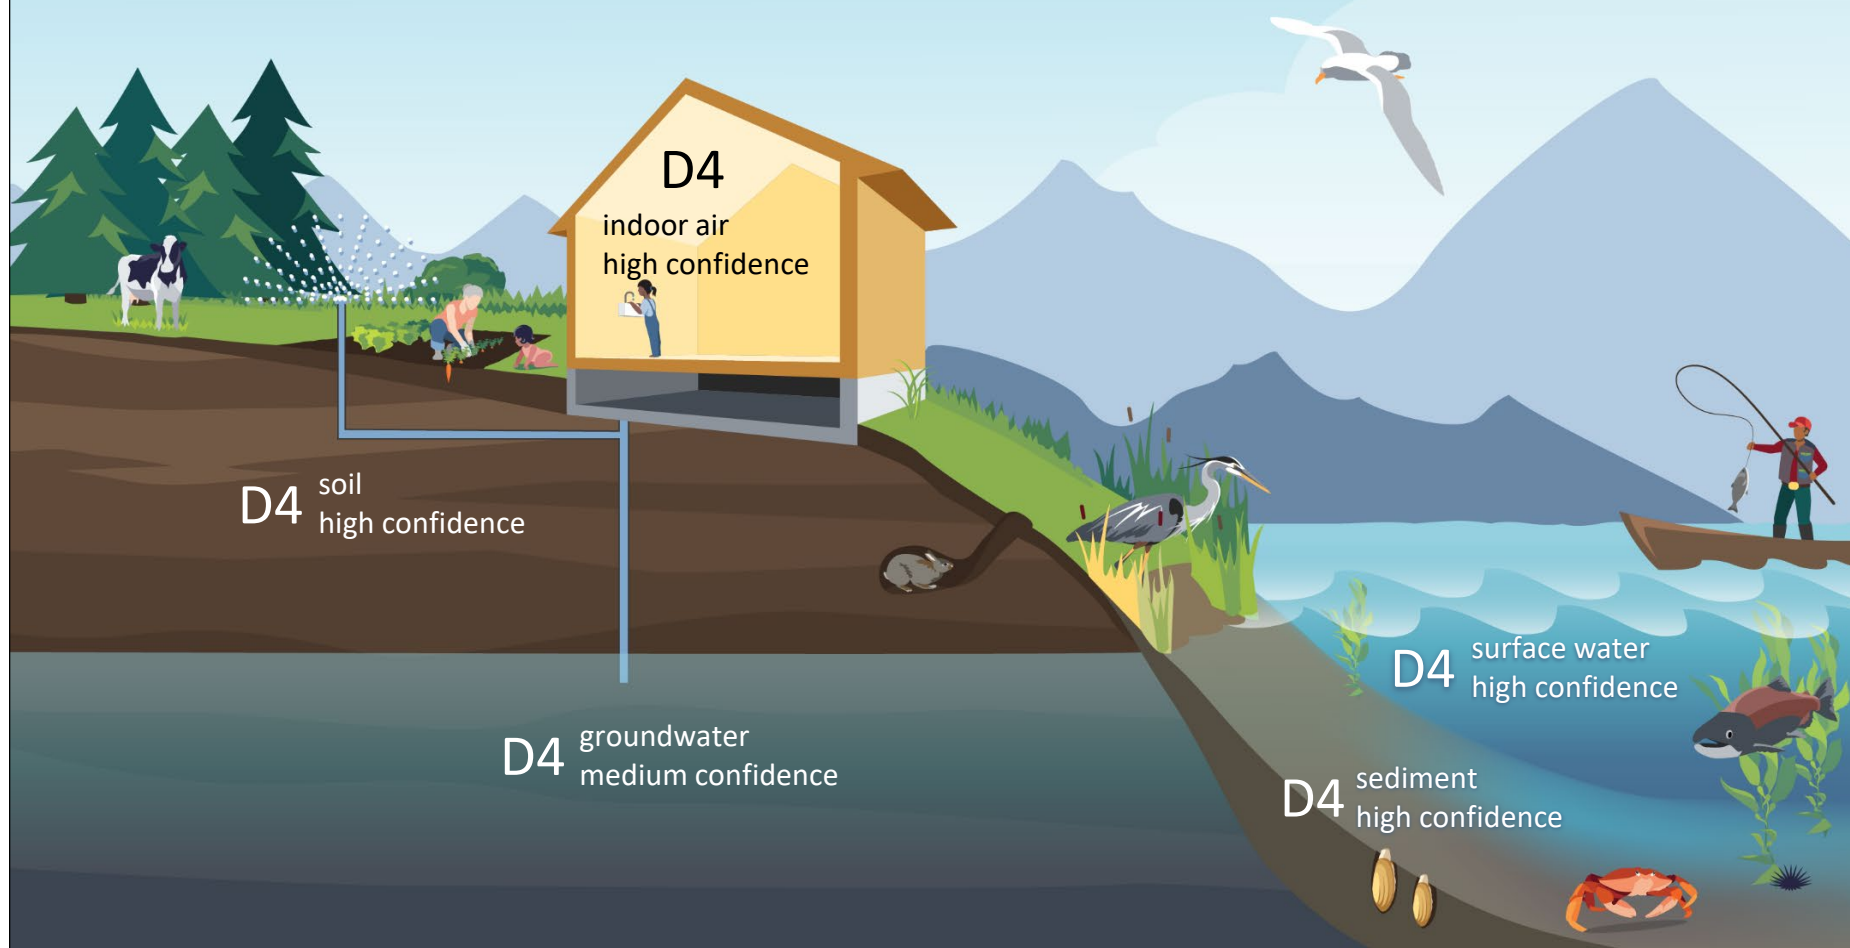 D4
indoor air
high confidence
D4
soil
high confidence
D4
surface water
high confidence
D4
groundwater
medium confidence
D4
sediment
high confidence